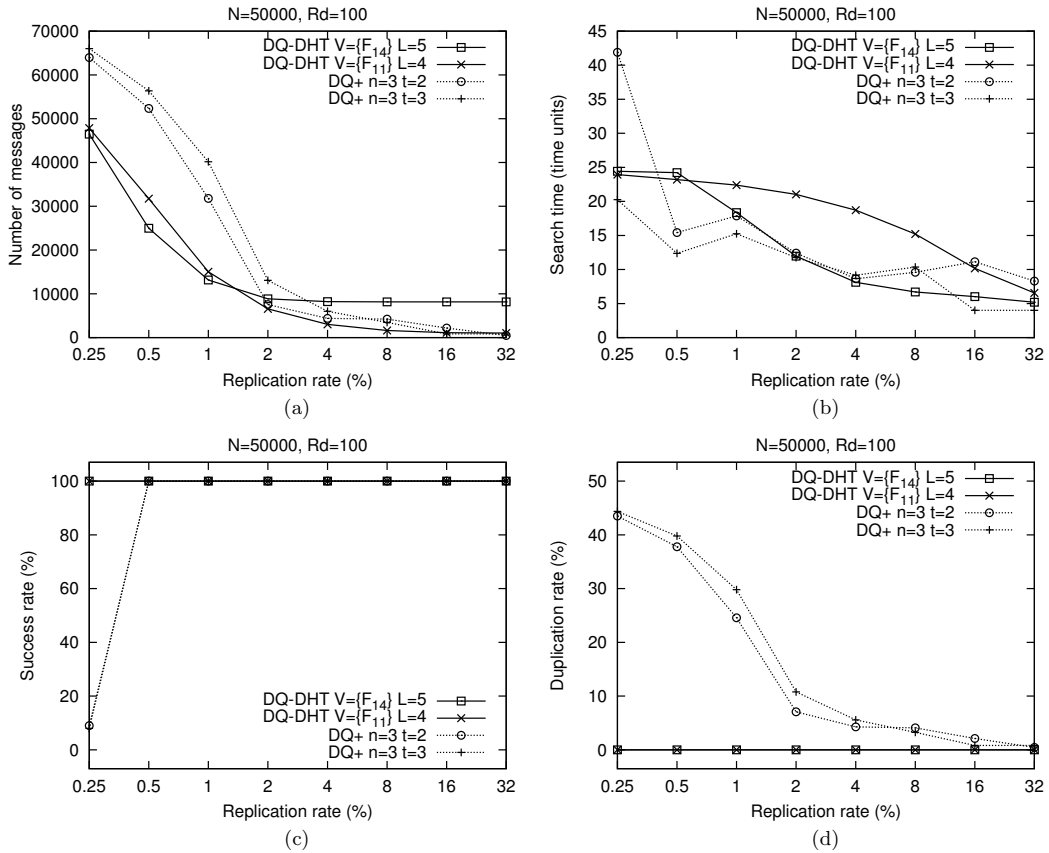 N=50000, Rd=100
Number of messages
70000
60000
50000
40000
30000
20000
10000
0
DQ-DHT V={F14} L=5
DQ-DHT V={F11} L=4
DQ+ n=3 t=2
DQ+ n=3 t=3
0.25 0.5 1 2 4 8 16 32
Replication rate (%)
(a)
N=50000, Rd=100
Search time (time units)
45
40
35
30
25
20
15
10
5
0
DQ-DHT V={F14} L=5
DQ-DHT V={F11} L=4
DQ+ n=3 t=2
DQ+ n=3 t=3
0.25 0.5 1 2 4 8 16 32
Replication rate (%)
(b)
N=50000, Rd=100
Success rate (%)
100
80
60
40
20
0
DQ-DHT V={F14} L=5
DQ-DHT V={F11} L=4
DQ+ n=3 t=2
DQ+ n=3 t=3
0.25 0.5 1 2 4 8 16 32
Replication rate (%)
(c)
N=50000, Rd=100
Duplication rate (%)
50
40
30
20
10
0
DQ-DHT V={F14} L=5
DQ-DHT V={F11} L=4
DQ+ n=3 t=2
DQ+ n=3 t=3
0.25 0.5 1 2 4 8 16 32
Replication rate (%)
(d)